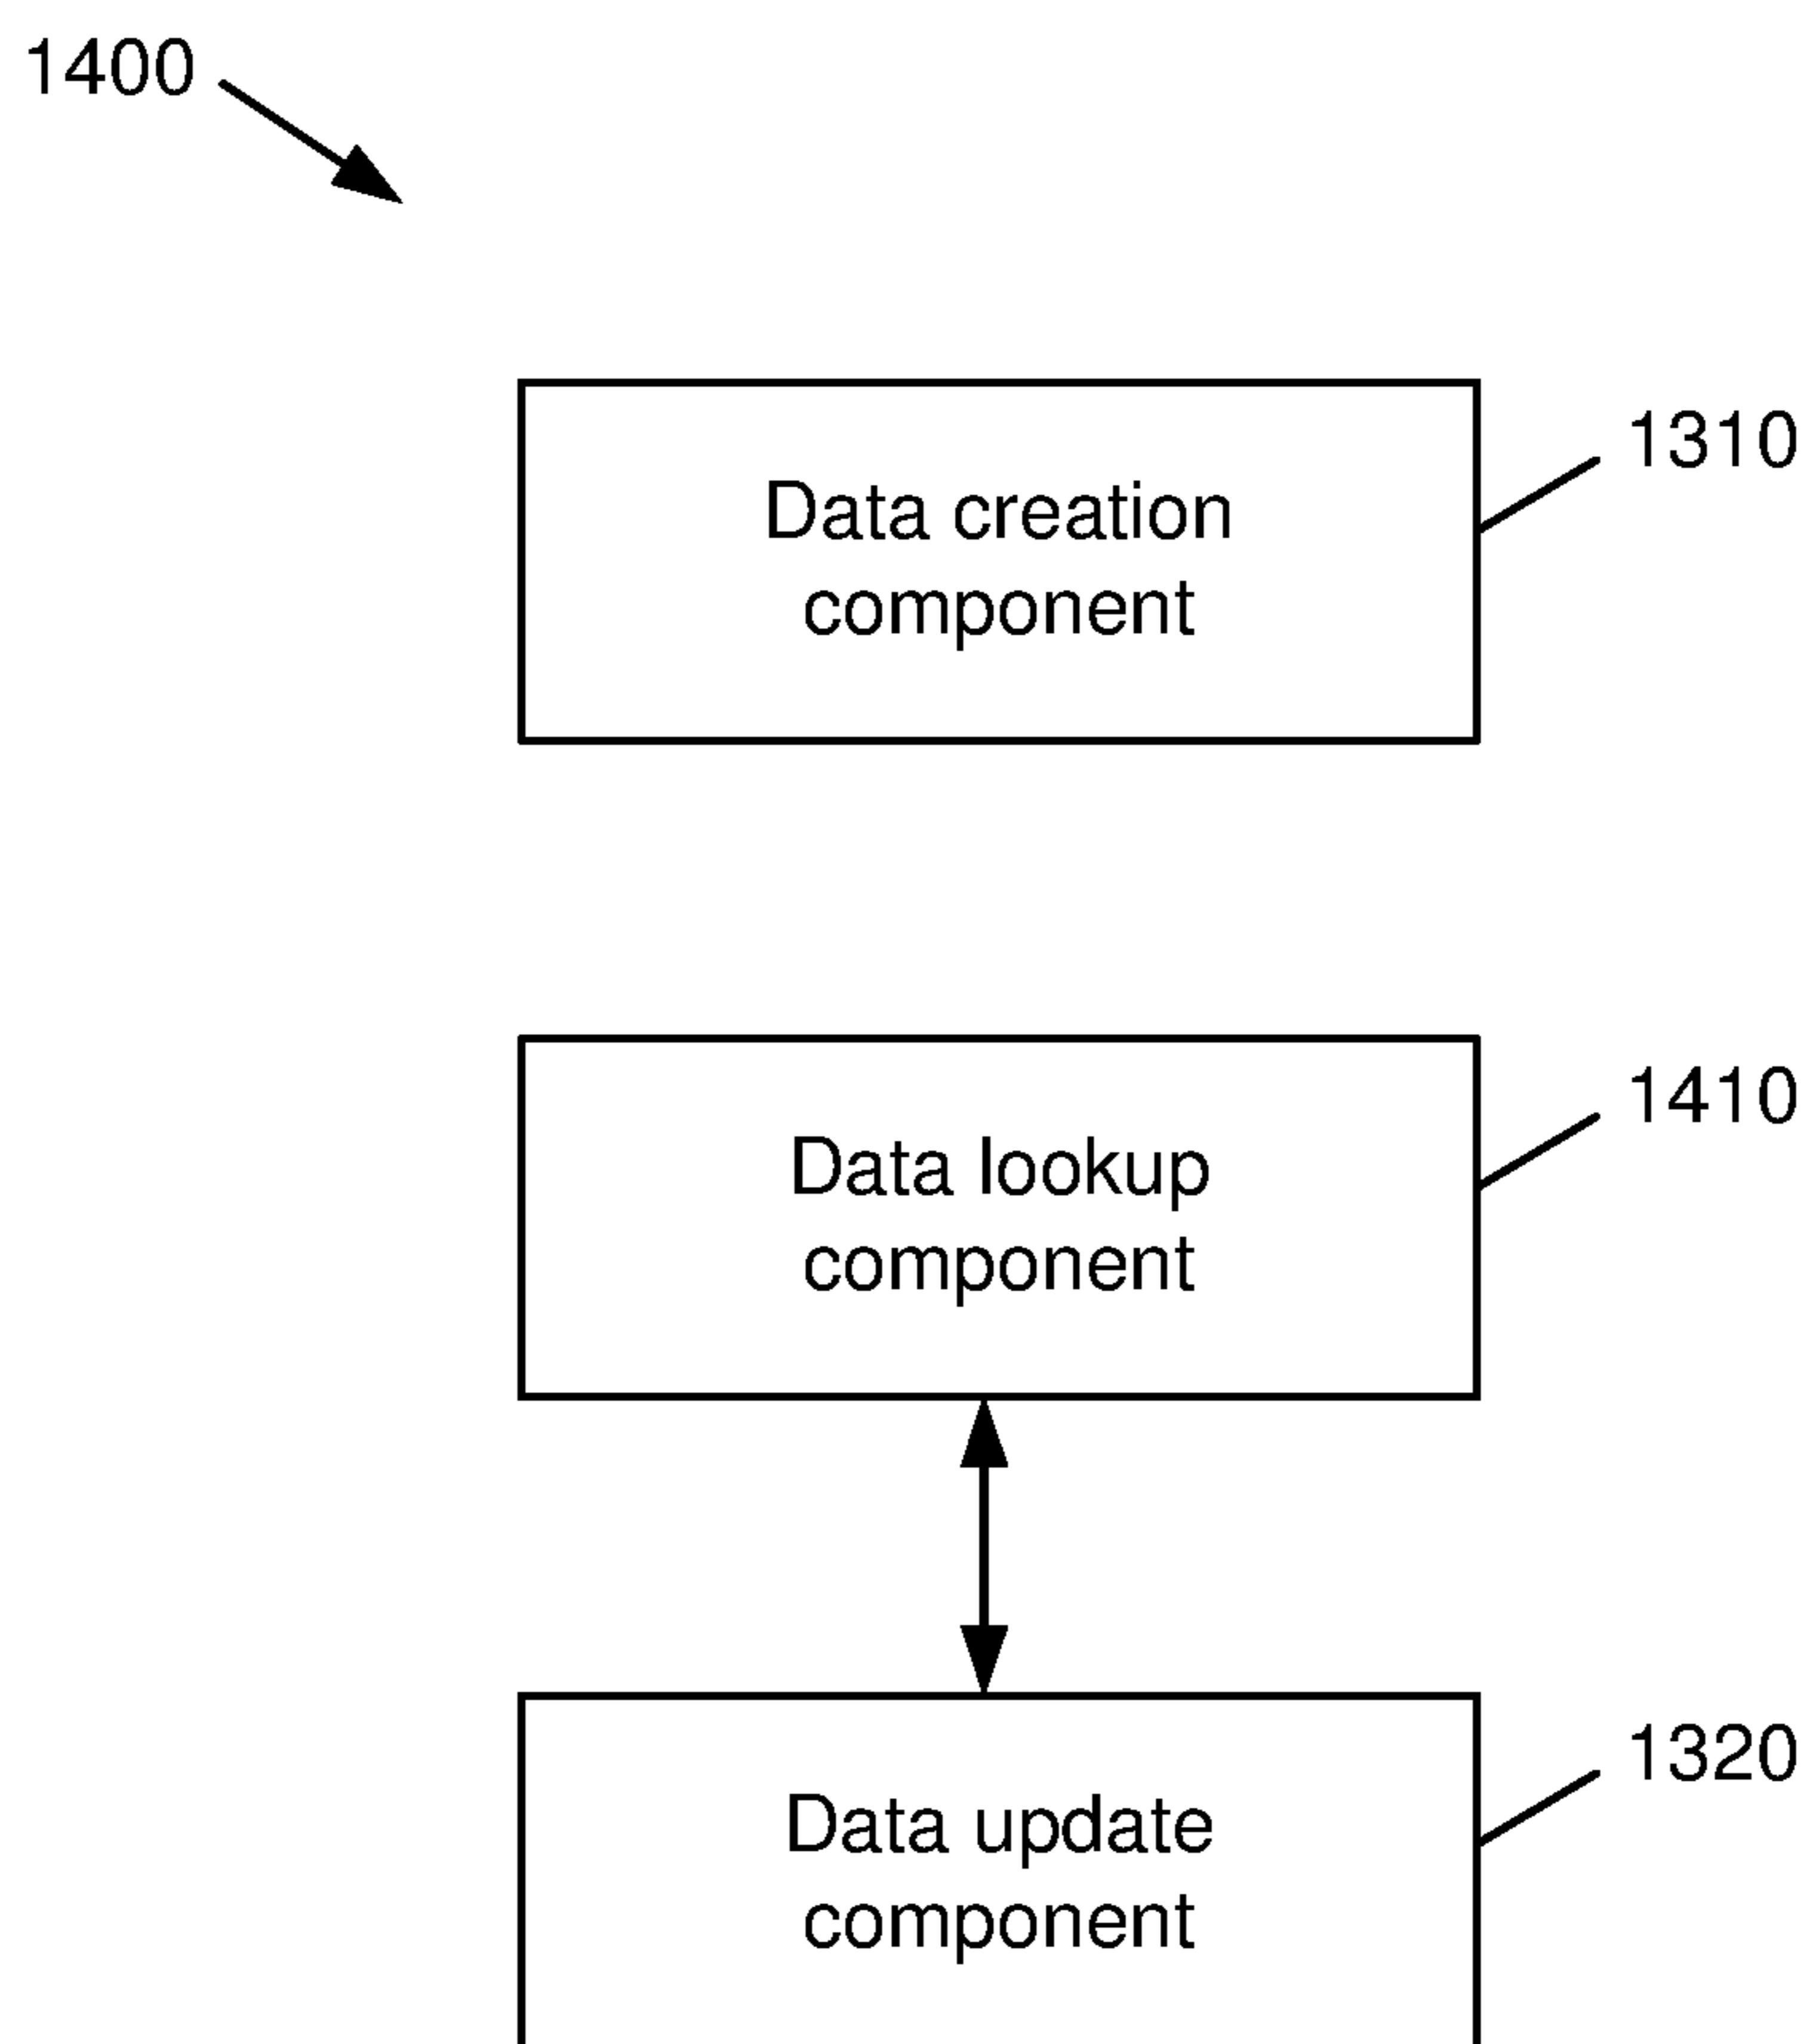 1400
1310
Data creation
component
1410
Data lookup
component
1320
Data update
component